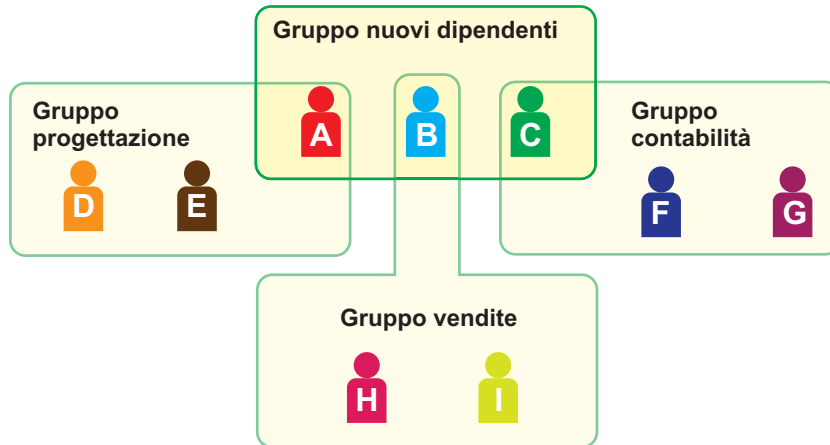 Gruppo nuovi dipendenti
A
B
C
Gruppo
progettazione
D
E
Gruppo
contabilità
F
G
Gruppo vendite
H
I